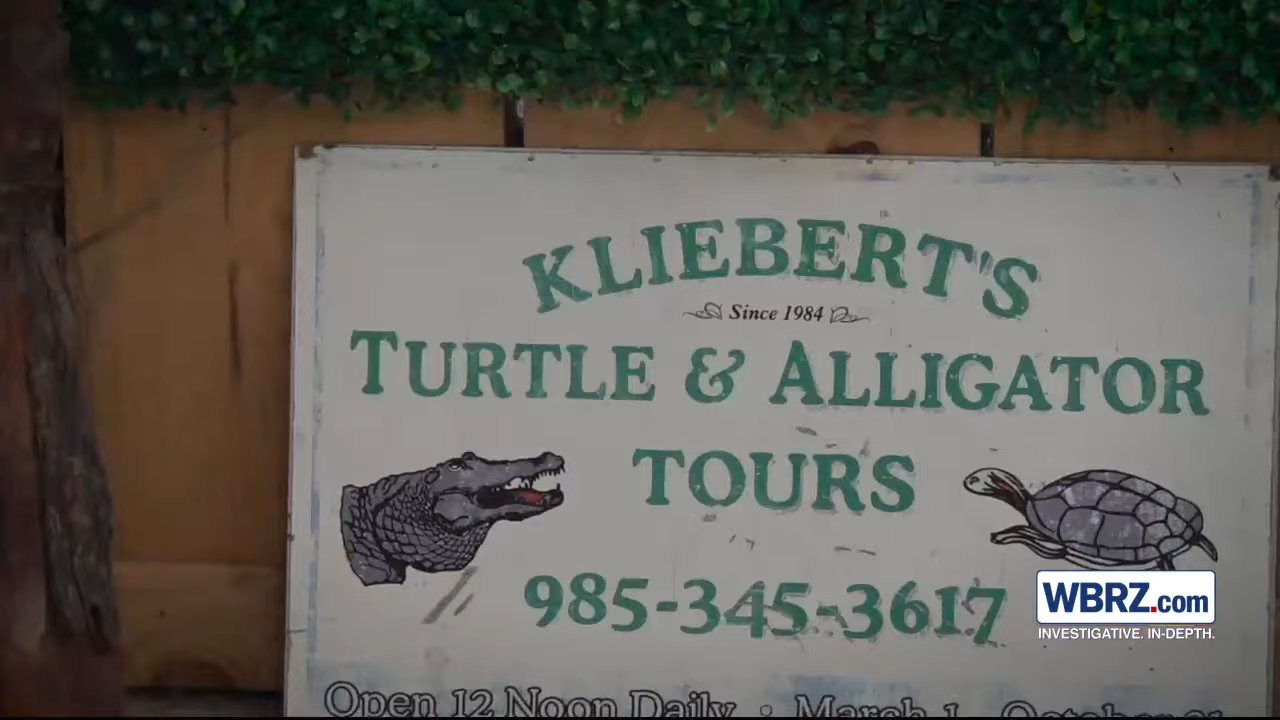 KLIEBERT'S
Since 1984
TURTLE & ALLIGATOR
TOURS
985-345-3617
WBRZ.com
INVESTIGATIVE. IN-DEPTH.
Open 12 Noon Daily · March 1 - October 31